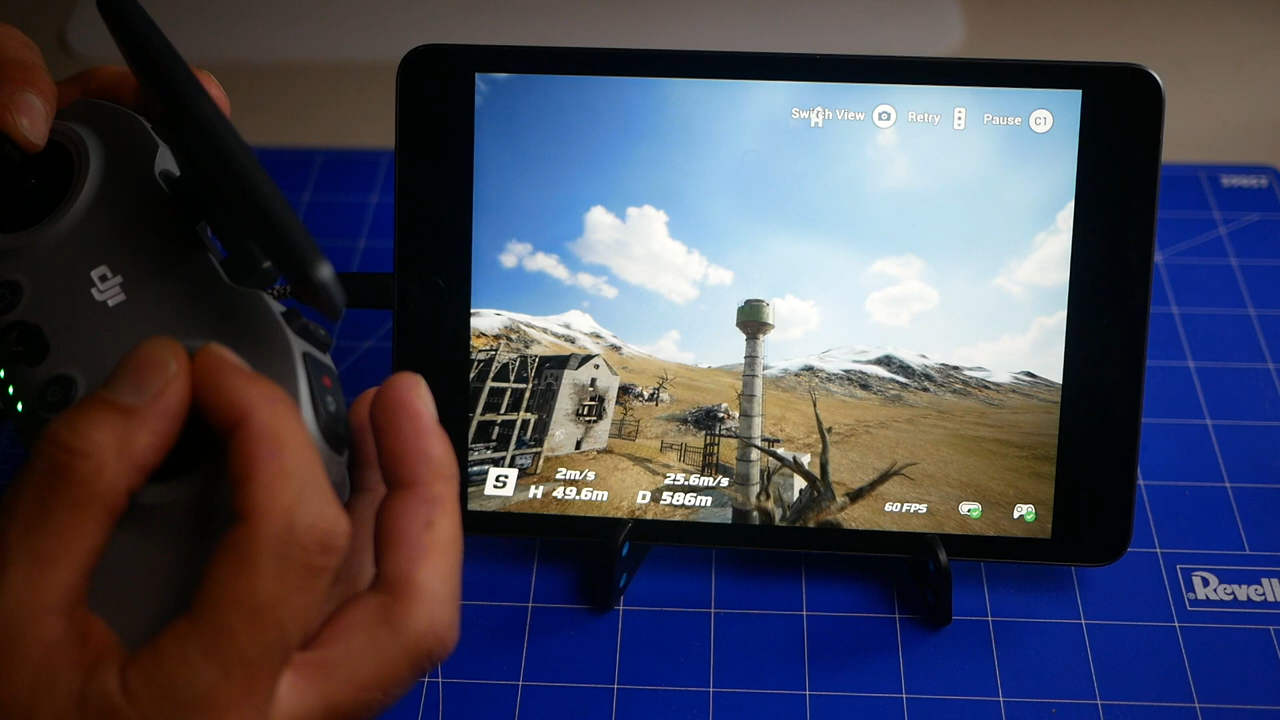 Switch View Retry Pause C1
dji
S
2m/s 25.6m/s
H 49.6m D 586m
60 FPS
Revell